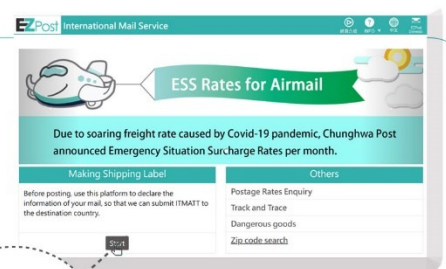 EZPost International Mail Service
INFO
中文
ESS Rates for Airmail
Due to soaring freight rate caused by Covid-19 pandemic, Chunghwa Post
announced Emergency Situation Surcharge Rates per month.
Making Shipping Label
Before posting, use this platform to declare the
information of your mail, so that we can submit ITMATT to
the destination country.
Start
Others
Postage Rates Enquiry
Track and Trace
Dangerous goods
Zip code search